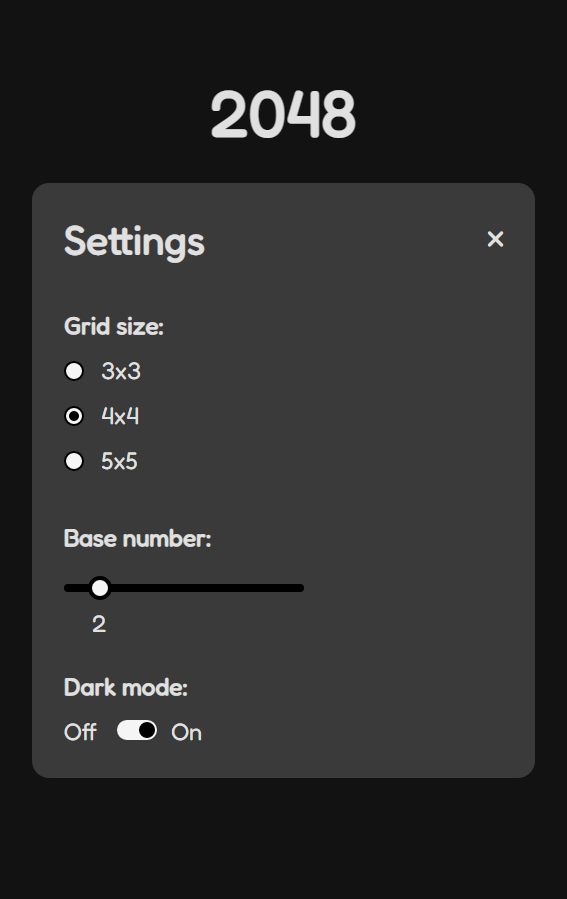 2048
Settings ×
Grid size:
3x3
4x4
5x5
Base number:
2
Dark mode:
Off On